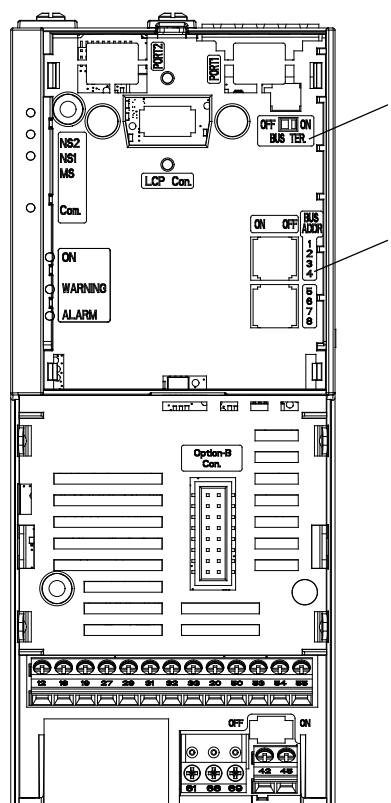 PORT2
PORT1
OFF ON
BUS TER.
NS2
NS1
MS
Com.
LCP Con.
ON OFF
BUS
ADDR
1
2
3
4
5
6
7
8
ON
WARNING
ALARM
Option-B
Con.
12 18 19 27 29 31 32 33 20 50 53 54 55
OFF ON
61 68 69
42 45